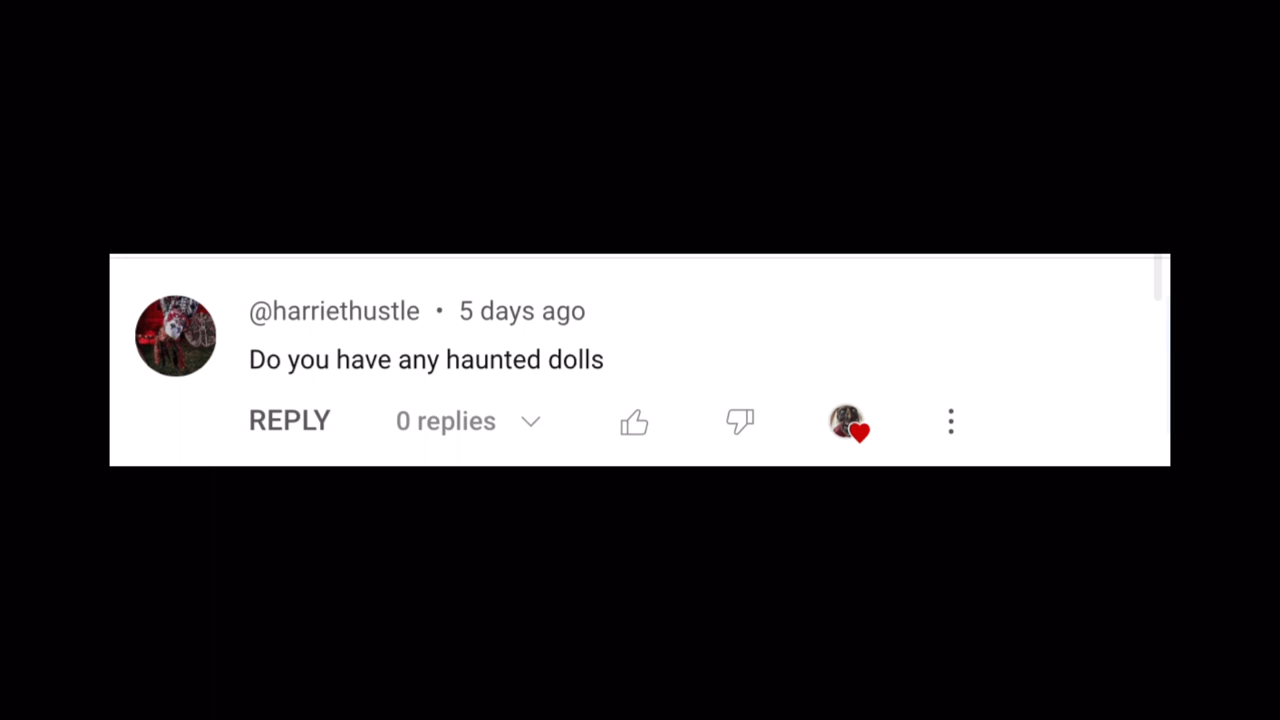 @harriethustle • 5 days ago
Do you have any haunted dolls
REPLY 0 replies